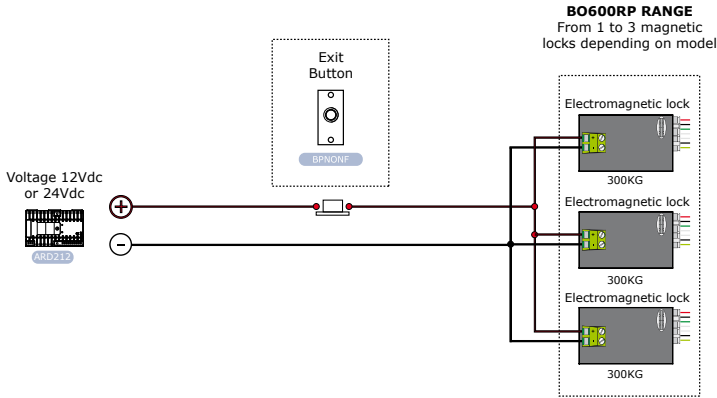 BO600RP RANGE
From 1 to 3 magnetic
locks depending on model
Exit
Button
BPNONF
Voltage 12Vdc
or 24Vdc
ARD212
+
-
Electromagnetic lock
300KG
Electromagnetic lock
300KG
Electromagnetic lock
300KG